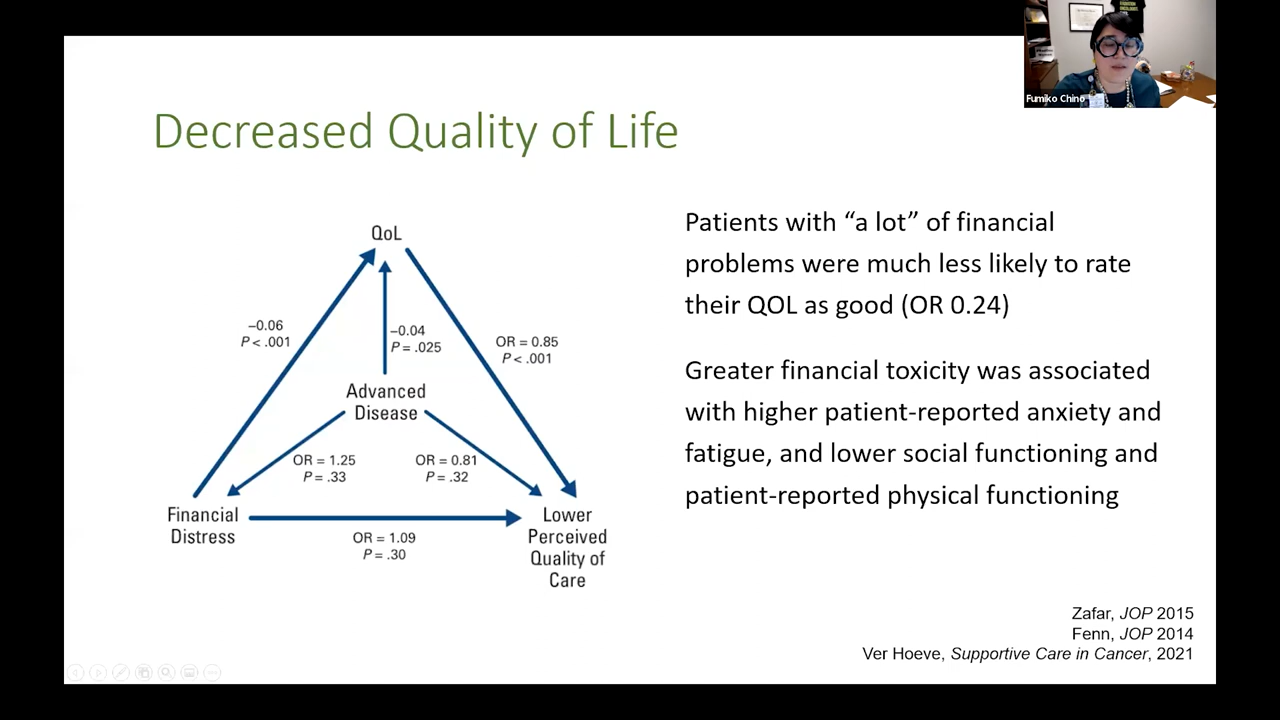 Fumiko Chino
Decreased Quality of Life
QoL
–0.06
P < .001
–0.04
P = .025
OR = 0.85
P < .001
Advanced
Disease
OR = 1.25
P = .33
OR = 0.81
P = .32
Financial
Distress
OR = 1.09
P = .30
Lower
Perceived
Quality of
Care
Patients with “a lot” of financial
problems were much less likely to rate
their QOL as good (OR 0.24)
Greater financial toxicity was associated
with higher patient-reported anxiety and
fatigue, and lower social functioning and
patient-reported physical functioning
Zafar, JOP 2015
Fenn, JOP 2014
Ver Hoeve, Supportive Care in Cancer, 2021